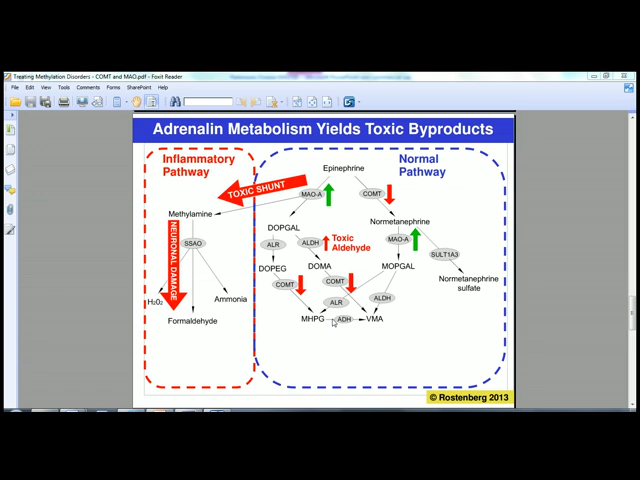 Treating Methylation Disorders - COMT and MAO.pdf - Foxit Reader
File Edit View Tools Comments Forms SharePoint Help
Adrenalin Metabolism Yields Toxic Byproducts
Inflammatory
Pathway
Normal
Pathway
Epinephrine
TOXIC SHUNT
MAO-A
COMT
Methylamine
Normetanephrine
DOPGAL
SSAO
ALR
ALDH
Toxic
Aldehyde
MAO-A
SULT1A3
NEURONAL DAMAGE
DOPEG
DOMA
MOPGAL
Normetanephrine
sulfate
COMT
COMT
H202
Ammonia
ALR
ALDH
Formaldehyde
MHPG
ADH
VMA
© Rostenberg 2013